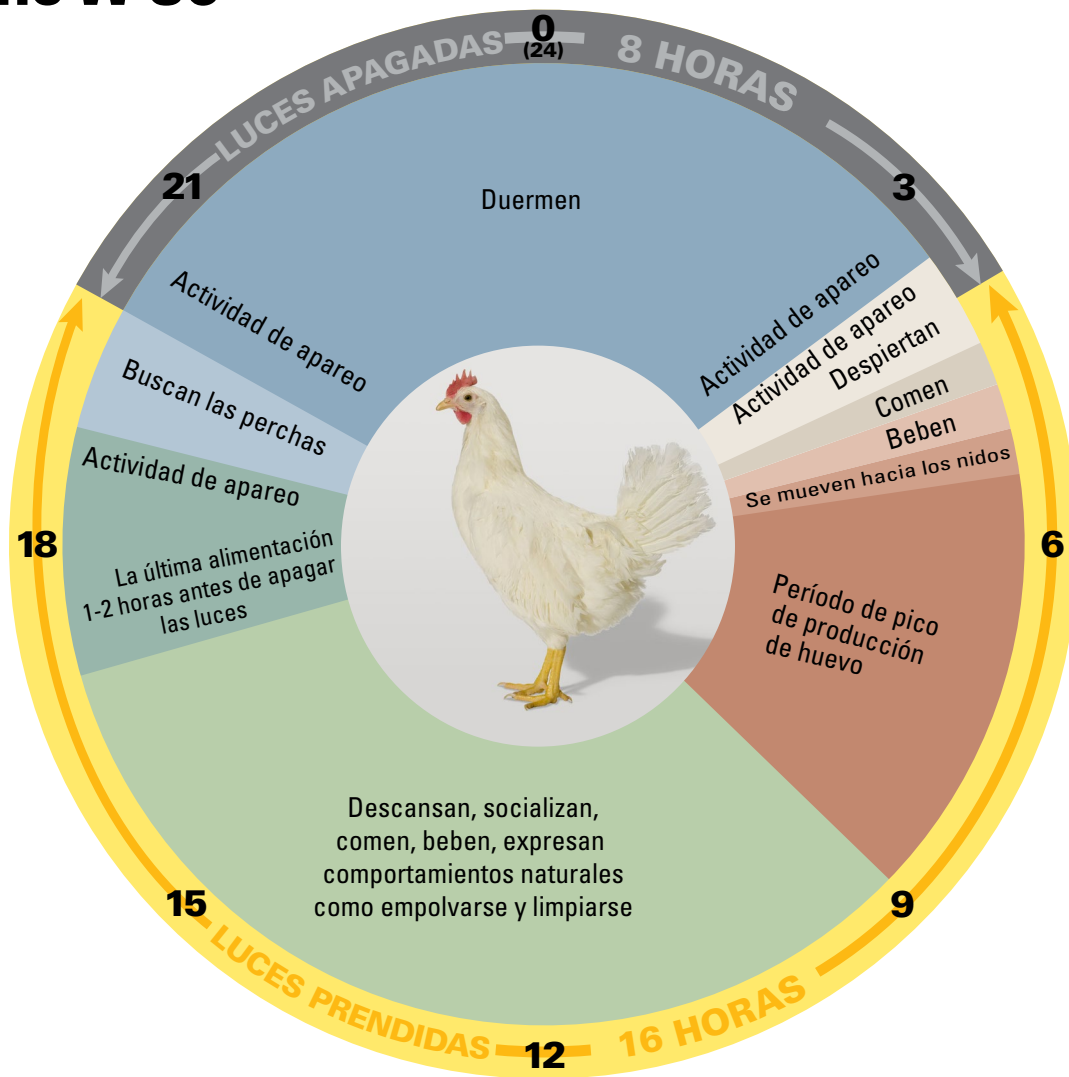 0
(24)
LUCES APAGADAS
8 HORAS
21
3
Duermen
Actividad de apareo
Actividad de apareo
Buscan las perchas
Actividad de apareo
Despiertan
Comen
Beben
Se mueven hacia los nidos
Actividad de apareo
18
6
La última alimentación
1-2 horas antes de apagar
las luces
Período de pico
de producción
de huevo
Descansan, socializan,
comen, beben, expresan
comportamientos naturales
como empolvarse y limpiarse
15
9
LUCES PRENDIDAS
16 HORAS
12